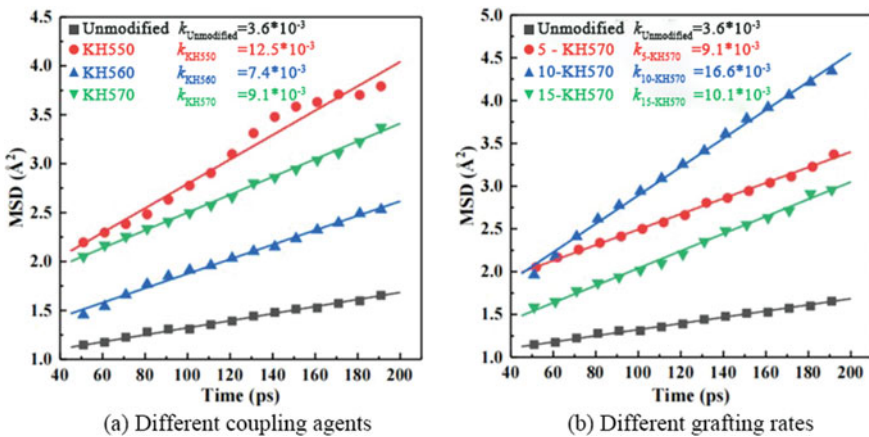 Unmodified k_Unmodified=3.6*10⁻³
KH550 k_KH550=12.5*10⁻³
KH560 k_KH560=7.4*10⁻³
KH570 k_KH570=9.1*10⁻³
4.5
4.0
3.5
3.0
2.5
2.0
1.5
1.0
MSD (Å²)
40 60 80 100 120 140 160 180 200
Time (ps)
(a) Different coupling agents
Unmodified k_Unmodified=3.6*10⁻³
5 - KH570 k_5-KH570=9.1*10⁻³
10-KH570 k_10-KH570=16.6*10⁻³
15-KH570 k_15-KH570=10.1*10⁻³
5.0
4.5
4.0
3.5
3.0
2.5
2.0
1.5
1.0
MSD (Å²)
40 60 80 100 120 140 160 180 200
Time (ps)
(b) Different grafting rates